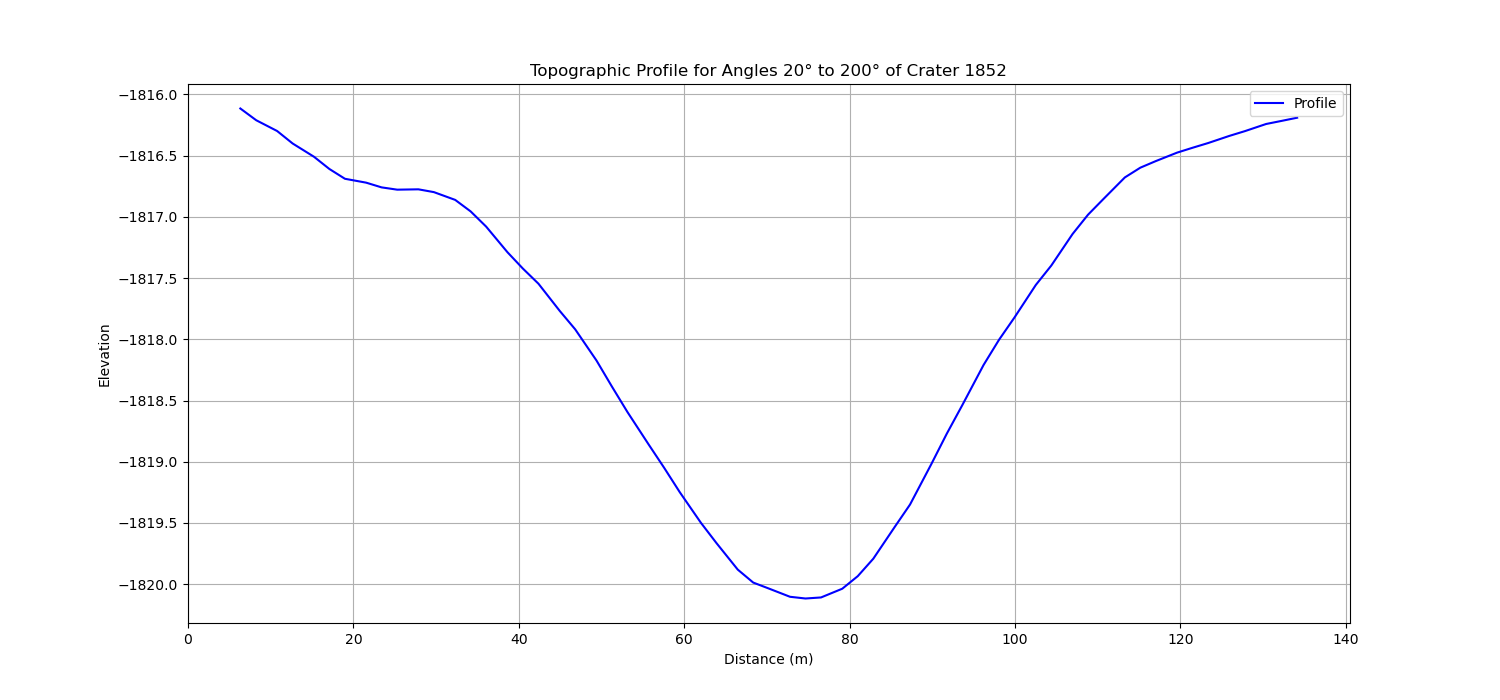 Topographic Profile for Angles 20° to 200° of Crater 1852
Profile
−1816.0
−1816.5
−1817.0
−1817.5
−1818.0
−1818.5
−1819.0
−1819.5
−1820.0
Elevation
0 20 40 60 80 100 120 140
Distance (m)